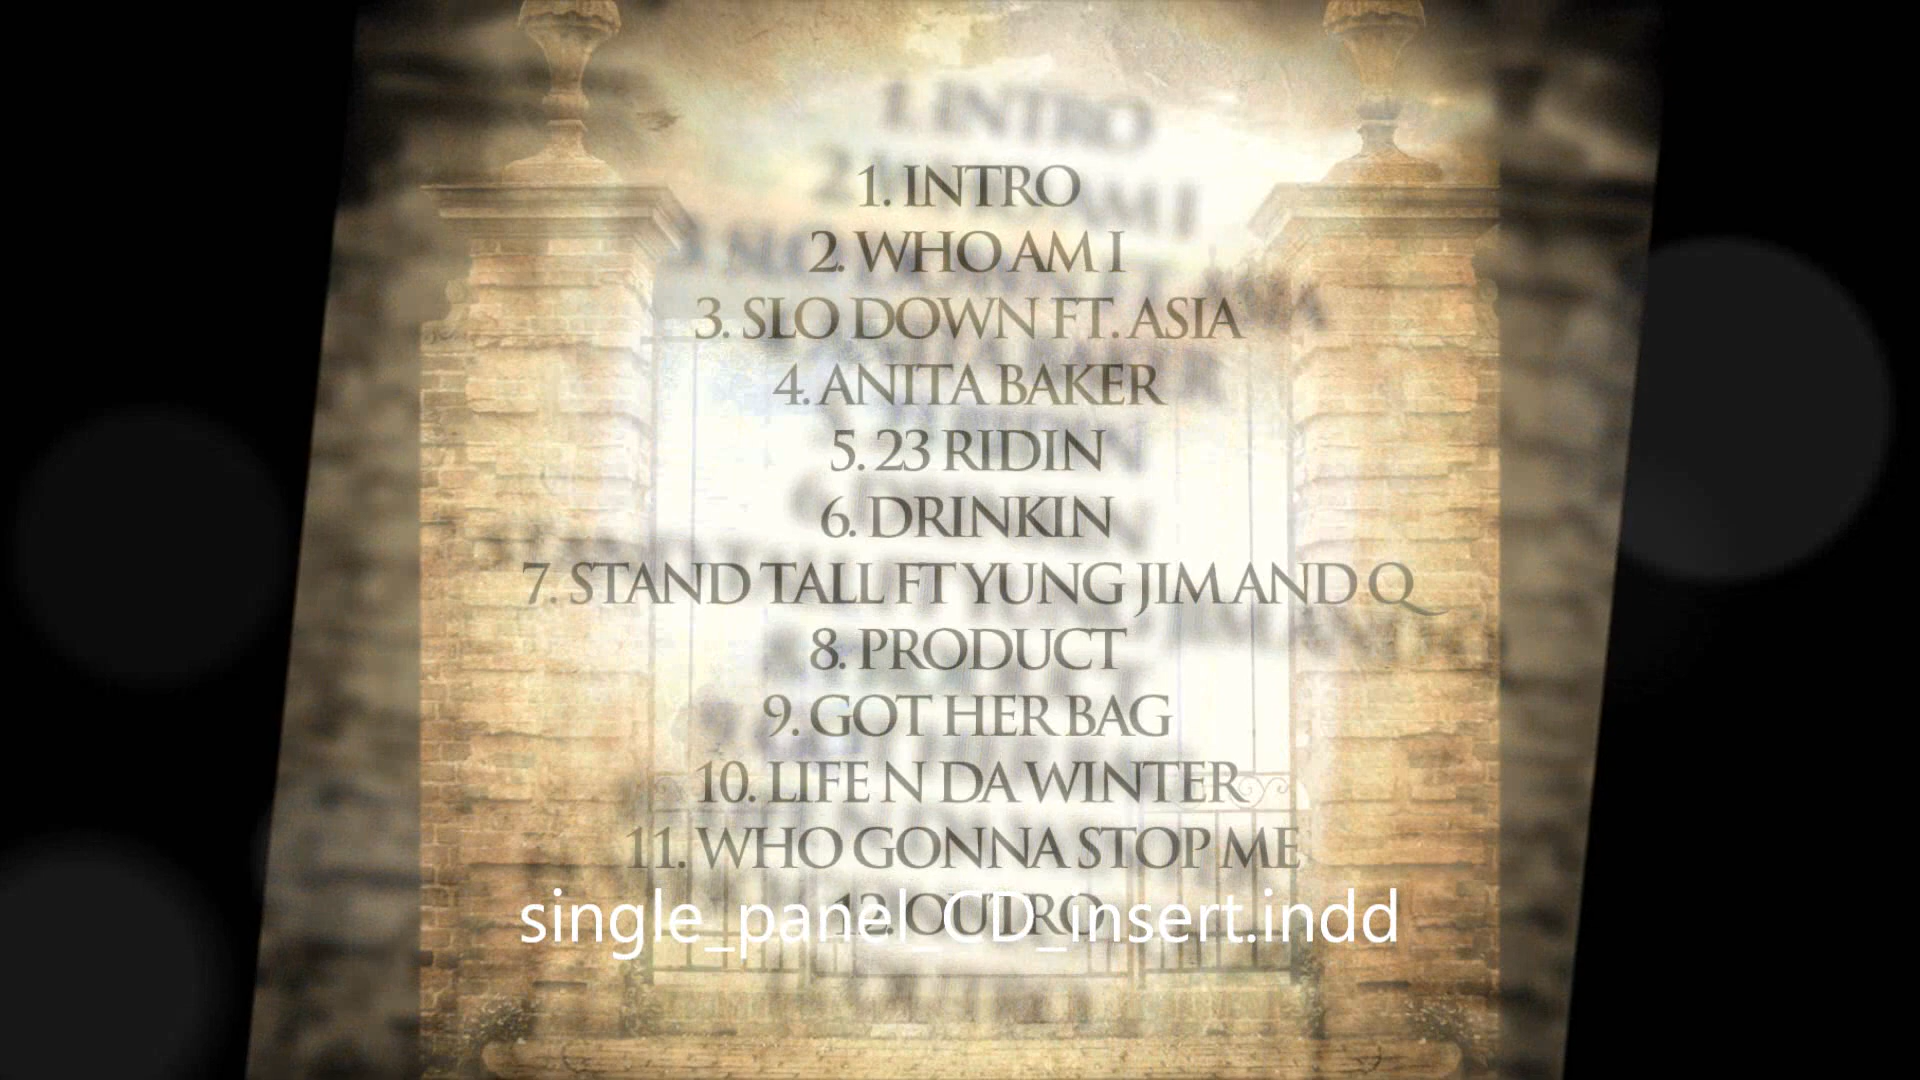 1. INTRO
2. WHO AM I
3. SLO DOWN FT. ASIA
4. ANITA BAKER
5. 23 RIDIN
6. DRINKIN
7. STAND TALL FT YUNG JIM AND Q
8. PRODUCT
9. GOT HER BAG
10. LIFE N DA WINTER
11. WHO GONNA STOP ME
12. OUTRO
single_panel_CD_insert.indd